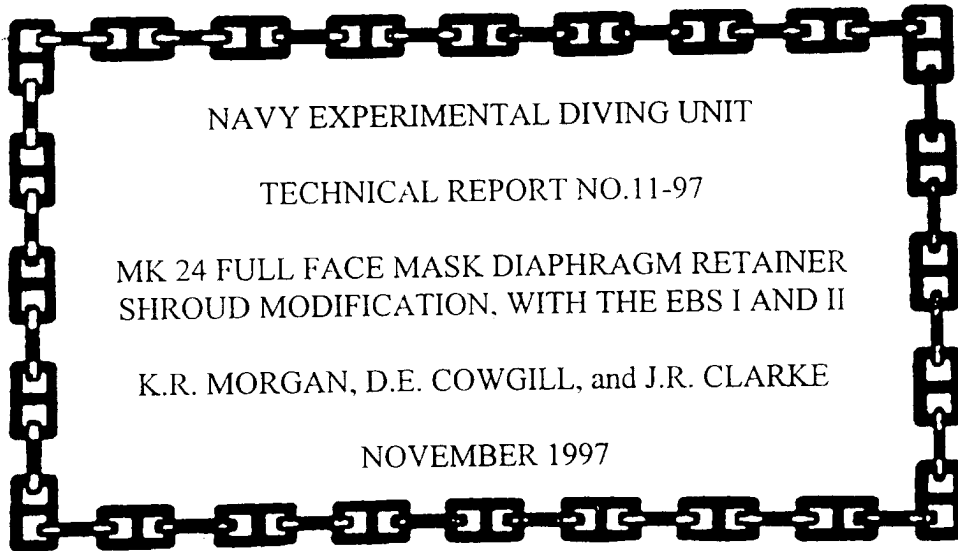 NAVY EXPERIMENTAL DIVING UNIT
TECHNICAL REPORT NO.11-97
MK 24 FULL FACE MASK DIAPHRAGM RETAINER
SHROUD MODIFICATION, WITH THE EBS I AND II
K.R. MORGAN, D.E. COWGILL, and J.R. CLARKE
NOVEMBER 1997